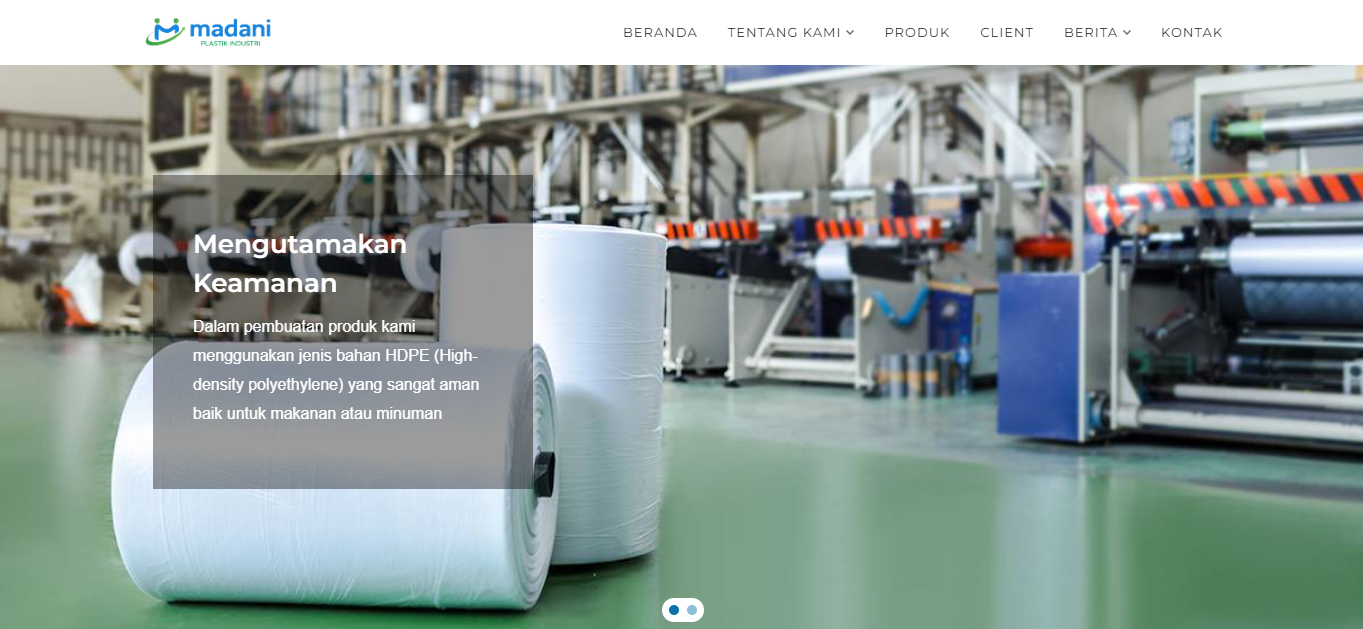 madani
PLASTIK INDUSTRI
BERANDA TENTANG KAMI PRODUK CLIENT BERITA KONTAK
Mengutamakan
Keamanan
Dalam pembuatan produk kami
menggunakan jenis bahan HDPE (High-
density polyethylene) yang sangat aman
baik untuk makanan atau minuman